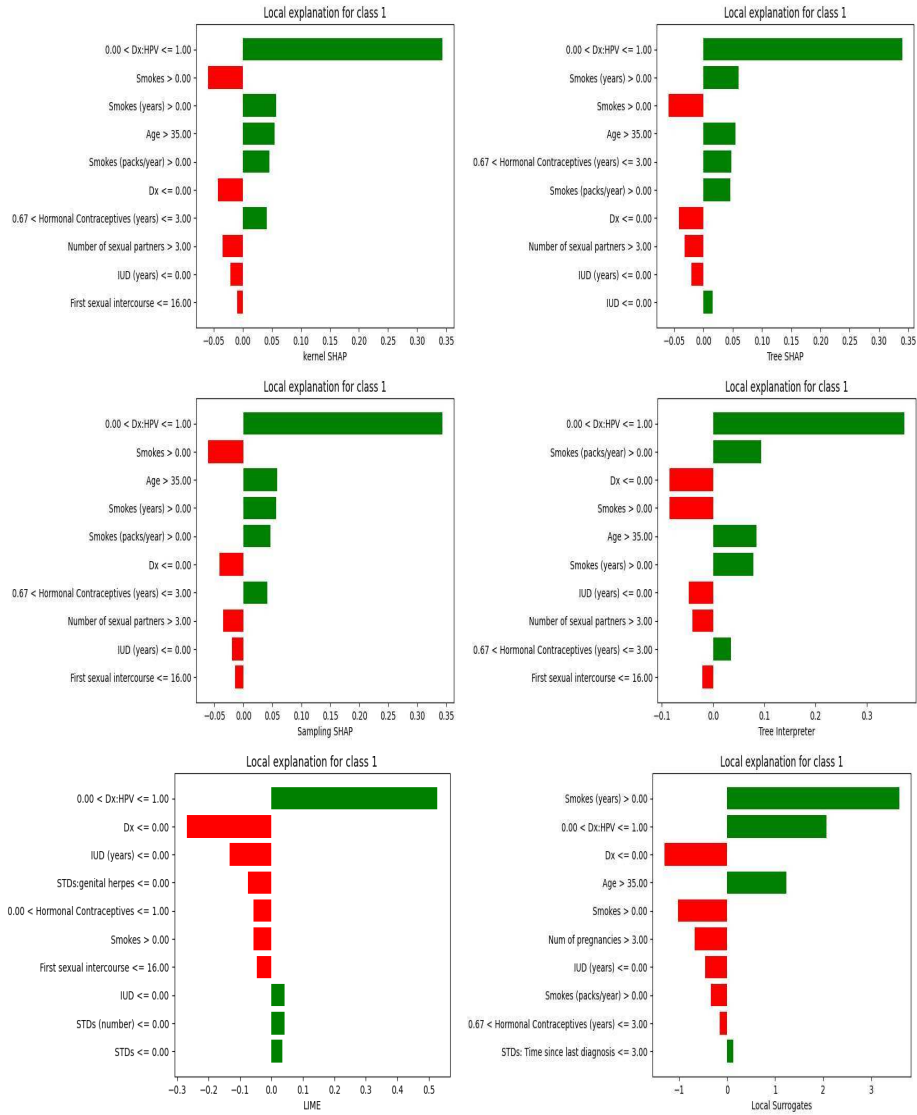 Local explanation for class 1
0.00 < Dx:HPV <= 1.00
Smokes > 0.00
Smokes (years) > 0.00
Age > 35.00
Smokes (packs/year) > 0.00
Dx <= 0.00
0.67 < Hormonal Contraceptives (years) <= 3.00
Number of sexual partners > 3.00
IUD (years) <= 0.00
First sexual intercourse <= 16.00
−0.05 0.00 0.05 0.10 0.15 0.20 0.25 0.30 0.35
kernel SHAP
Local explanation for class 1
0.00 < Dx:HPV <= 1.00
Smokes (years) > 0.00
Smokes > 0.00
Age > 35.00
0.67 < Hormonal Contraceptives (years) <= 3.00
Smokes (packs/year) > 0.00
Dx <= 0.00
Number of sexual partners > 3.00
IUD (years) <= 0.00
IUD <= 0.00
−0.05 0.00 0.05 0.10 0.15 0.20 0.25 0.30 0.35
Tree SHAP
Local explanation for class 1
0.00 < Dx:HPV <= 1.00
Smokes > 0.00
Age > 35.00
Smokes (years) > 0.00
Smokes (packs/year) > 0.00
Dx <= 0.00
0.67 < Hormonal Contraceptives (years) <= 3.00
Number of sexual partners > 3.00
IUD (years) <= 0.00
First sexual intercourse <= 16.00
−0.05 0.00 0.05 0.10 0.15 0.20 0.25 0.30 0.35
Sampling SHAP
Local explanation for class 1
0.00 < Dx:HPV <= 1.00
Smokes (packs/year) > 0.00
Dx <= 0.00
Smokes > 0.00
Age > 35.00
Smokes (years) > 0.00
IUD (years) <= 0.00
Number of sexual partners > 3.00
0.67 < Hormonal Contraceptives (years) <= 3.00
First sexual intercourse <= 16.00
−0.1 0.0 0.1 0.2 0.3
Tree Interpreter
Local explanation for class 1
0.00 < Dx:HPV <= 1.00
Dx <= 0.00
IUD (years) <= 0.00
STDs:genital herpes <= 0.00
0.00 < Hormonal Contraceptives <= 1.00
Smokes > 0.00
First sexual intercourse <= 16.00
IUD <= 0.00
STDs (number) <= 0.00
STDs <= 0.00
−0.3 −0.2 −0.1 0.0 0.1 0.2 0.3 0.4 0.5
LIME
Local explanation for class 1
Smokes (years) > 0.00
0.00 < Dx:HPV <= 1.00
Dx <= 0.00
Age > 35.00
Smokes > 0.00
Num of pregnancies > 3.00
IUD (years) <= 0.00
Smokes (packs/year) > 0.00
0.67 < Hormonal Contraceptives (years) <= 3.00
STDs: Time since last diagnosis <= 3.00
−1 0 1 2 3
Local Surrogates